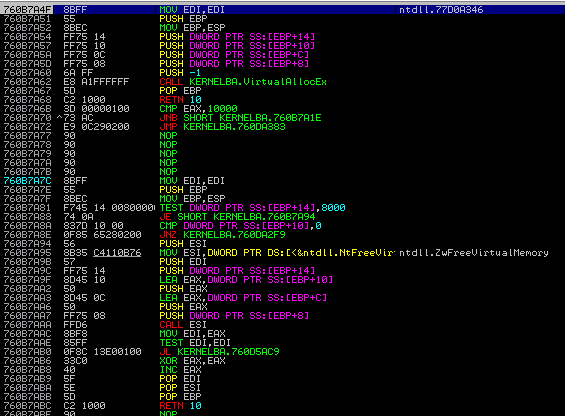 760B7A4F 8BFF MOV EDI,EDI ntdll.77D0A346
760B7A51 55 PUSH EBP
760B7A52 8BEC MOV EBP,ESP
760B7A54 FF75 14 PUSH DWORD PTR SS:[EBP+14]
760B7A57 FF75 10 PUSH DWORD PTR SS:[EBP+10]
760B7A5A FF75 0C PUSH DWORD PTR SS:[EBP+C]
760B7A5D FF75 08 PUSH DWORD PTR SS:[EBP+8]
760B7A60 6A FF PUSH -1
760B7A62 E8 A1FFFFFF CALL KERNELBA.VirtualAllocEx
760B7A67 5D POP EBP
760B7A68 C2 1000 RETN 10
760B7A6B 3D 00000100 CMP EAX,10000
760B7A70 ^73 AC JNB SHORT KERNELBA.760B7A1E
760B7A72 E9 0C290200 JMP KERNELBA.760DA383
760B7A77 90 NOP
760B7A78 90 NOP
760B7A79 90 NOP
760B7A7A 90 NOP
760B7A7B 90 NOP
760B7A7C 8BFF MOV EDI,EDI
760B7A7E 55 PUSH EBP
760B7A7F 8BEC MOV EBP,ESP
760B7A81 F745 14 00800000 TEST DWORD PTR SS:[EBP+14],8000
760B7A88 74 0A JE SHORT KERNELBA.760B7A94
760B7A8A 837D 10 00 CMP DWORD PTR SS:[EBP+10],0
760B7A8E 0F85 65280200 JNZ KERNELBA.760DA2F9
760B7A94 56 PUSH ESI
760B7A95 8B35 C4110B76 MOV ESI,DWORD PTR DS:[<&ntdll.NtFreeVir ntdll.ZwFreeVirtualMemory
760B7A9B 57 PUSH EDI
760B7A9C FF75 14 PUSH DWORD PTR SS:[EBP+14]
760B7A9F 8D45 10 LEA EAX,DWORD PTR SS:[EBP+10]
760B7AA2 50 PUSH EAX
760B7AA3 8D45 0C LEA EAX,DWORD PTR SS:[EBP+C]
760B7AA6 50 PUSH EAX
760B7AA7 FF75 08 PUSH DWORD PTR SS:[EBP+8]
760B7AAA FFD6 CALL ESI
760B7AAC 8BF8 MOV EDI,EAX
760B7AAE 85FF TEST EDI,EDI
760B7AB0 0F8C 13E00100 JL KERNELBA.760D5AC9
760B7AB6 33C0 XOR EAX,EAX
760B7AB8 40 INC EAX
760B7AB9 5F POP EDI
760B7ABA 5E POP ESI
760B7ABB 5D POP EBP
760B7ABC C2 1000 RETN 10
760B7ABF 90 NOP